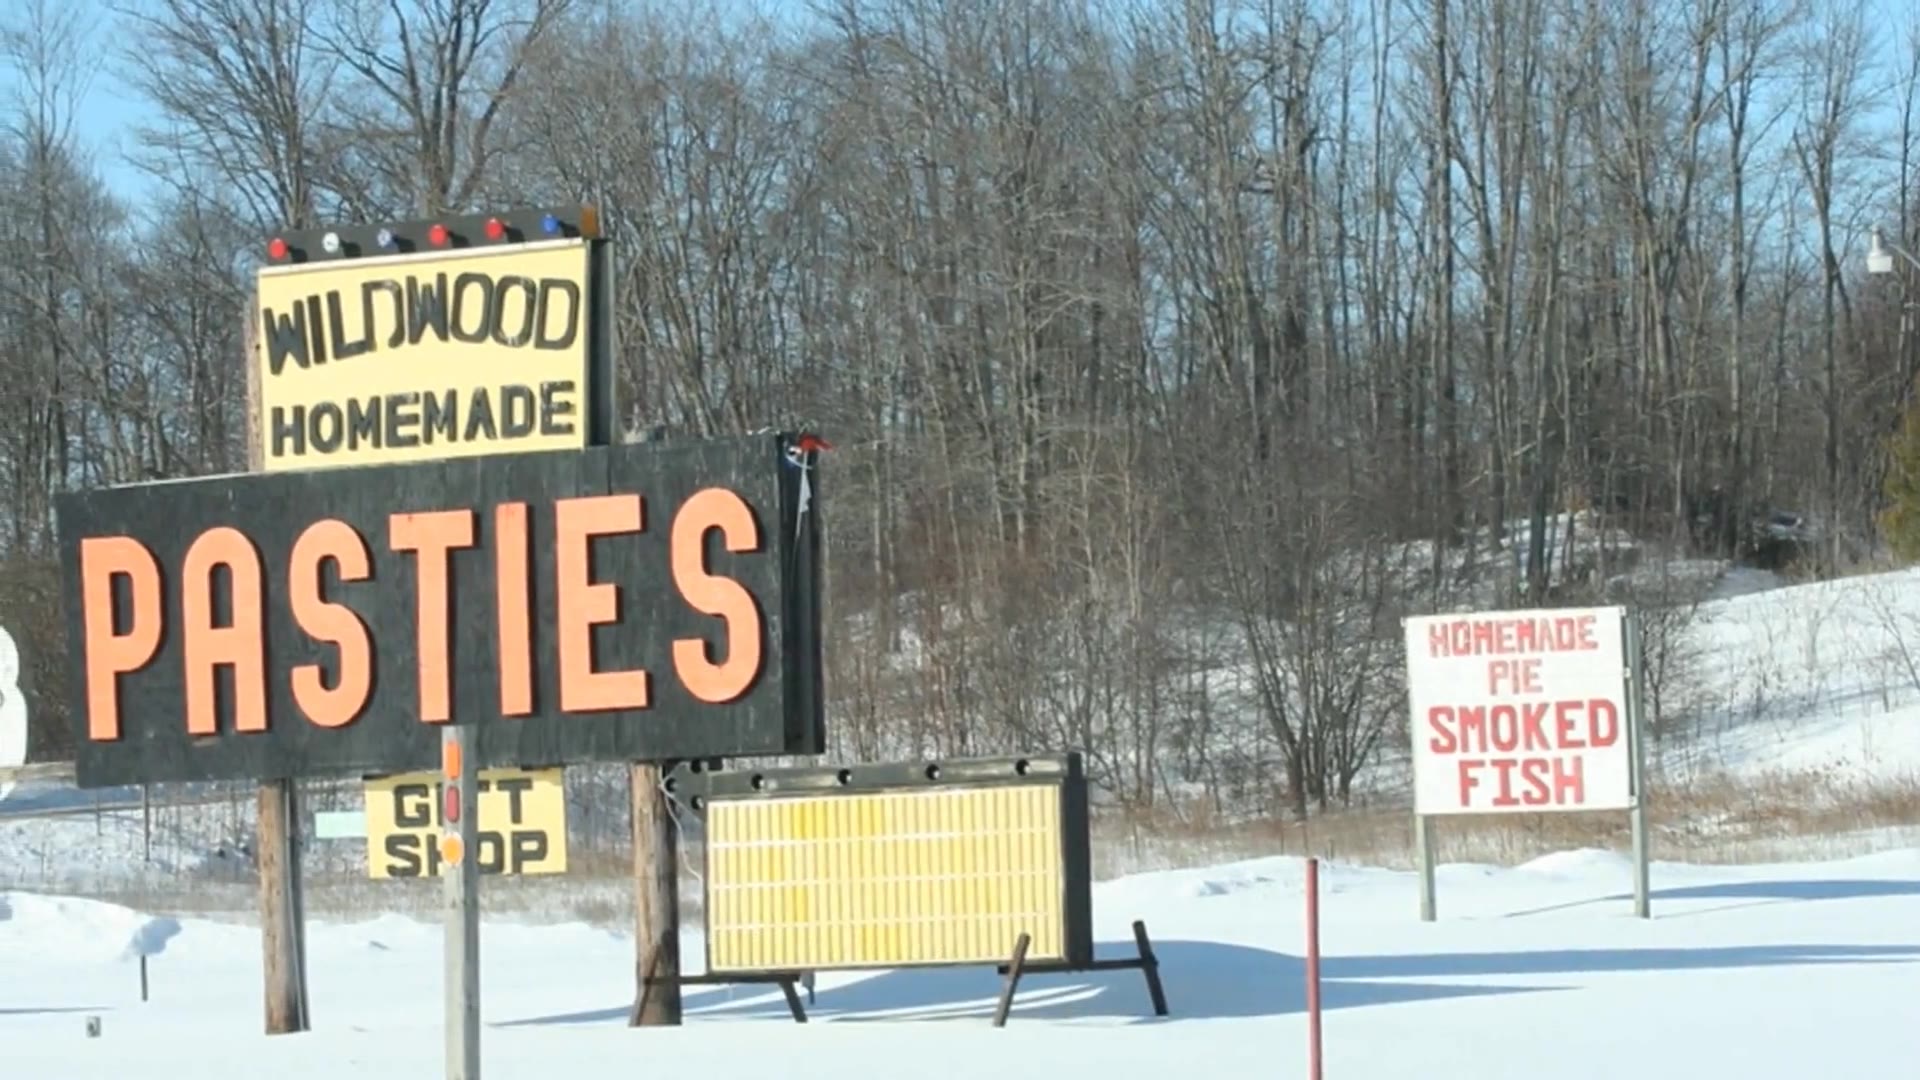 WILDWOOD
HOMEMADE
PASTIES
GIFT
SHOP
HOMEMADE
PIE
SMOKED
FISH